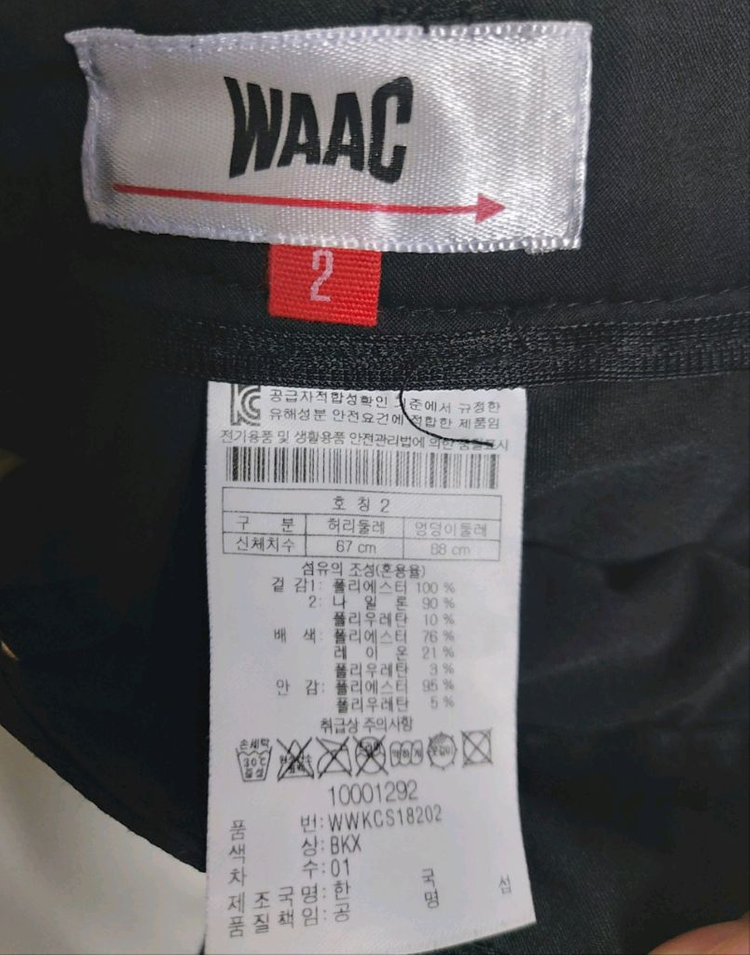 WAAC
2
공급자적합성확인 기준에서 규정한
유해성분 안전요건에 적합한 제품임
전기용품 및 생활용품 안전관리법에 의한 품질표시
호 칭 2
구 분 허리둘레 엉덩이둘레
신체치수 67 cm 88 cm
섬유의 조성(혼용율)
겉 감1: 폴리에스터 100 %
2: 나 일 론 90 %
폴리우레탄 10 %
배 색: 폴리에스터 76 %
레 이 온 21 %
폴리우레탄 3 %
안 감: 폴리에스터 95 %
폴리우레탄 5 %
취급상 주의사항
손세탁
30℃
중성
10001292
품 번: WWKCS18202
색 상: BKX
차 수: 01
제 조 국 명: 한 국
품 질 책 임: 공 명 섭